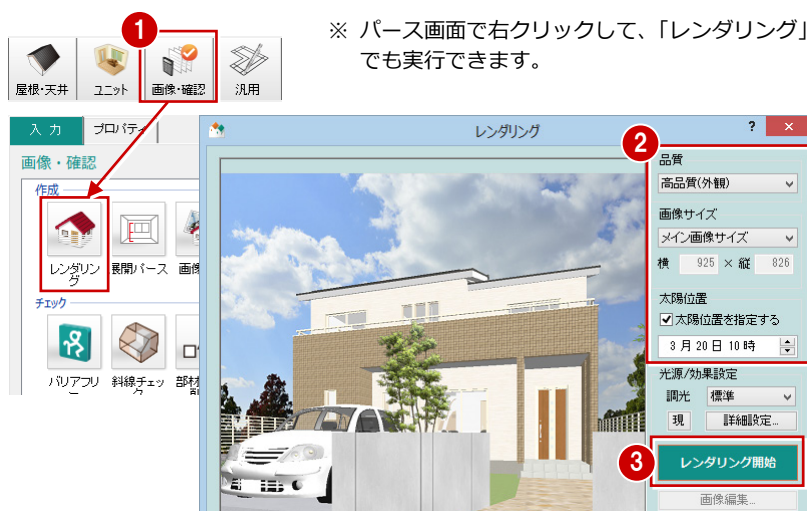 ※ パース画面で右クリックして、「レンダリング」
でも実行できます。
1
屋根・天井
ユニット
画像・確認
汎用
入 力
プロパティ
画像・確認
作成
レンダリン
グ
展開パース
画像
チェック
バリアフリ
ー
斜線チェッ
ク
部材
レンダリング
?
×
2
品質
高品質(外観)
画像サイズ
メイン画像サイズ
横 925 × 縦 826
太陽位置
太陽位置を指定する
3 月 20 日 10 時
光源/効果設定
調光 標準
現 詳細設定...
3
レンダリング開始
画像編集...